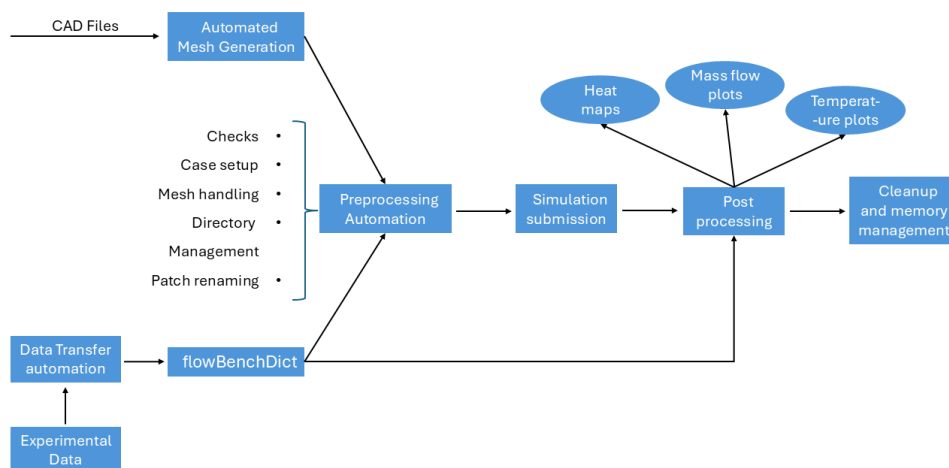 CAD Files
Automated
Mesh Generation
Heat
maps
Mass flow
plots
Temperat-
-ure plots
Checks •
Case setup •
Mesh handling •
Directory •
Management
Patch renaming •
Preprocessing
Automation
Simulation
submission
Post
processing
Cleanup
and memory
management
Data Transfer
automation
flowBenchDict
Experimental
Data